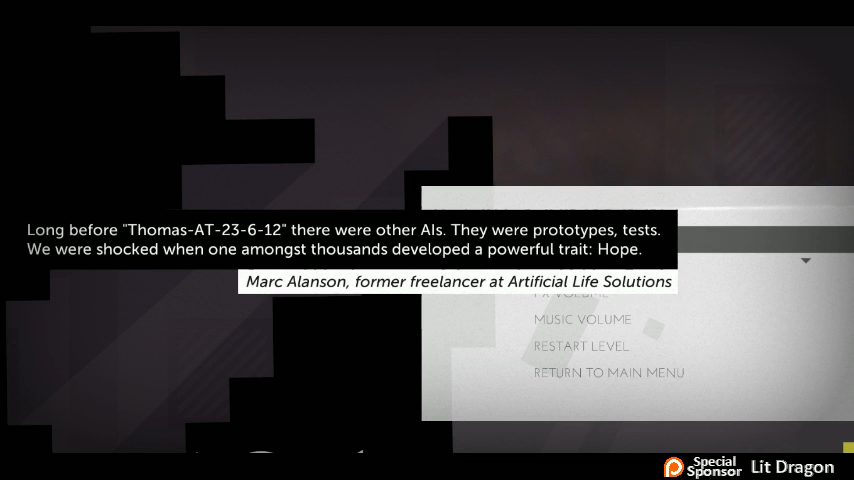 Long before "Thomas-AT-23-6-12" there were other AIs. They were prototypes, tests.
We were shocked when one amongst thousands developed a powerful trait: Hope.
Marc Alanson, former freelancer at Artificial Life Solutions
FX VOLUME
MUSIC VOLUME
RESTART LEVEL
RETURN TO MAIN MENU
Special
Sponsor
Lit Dragon